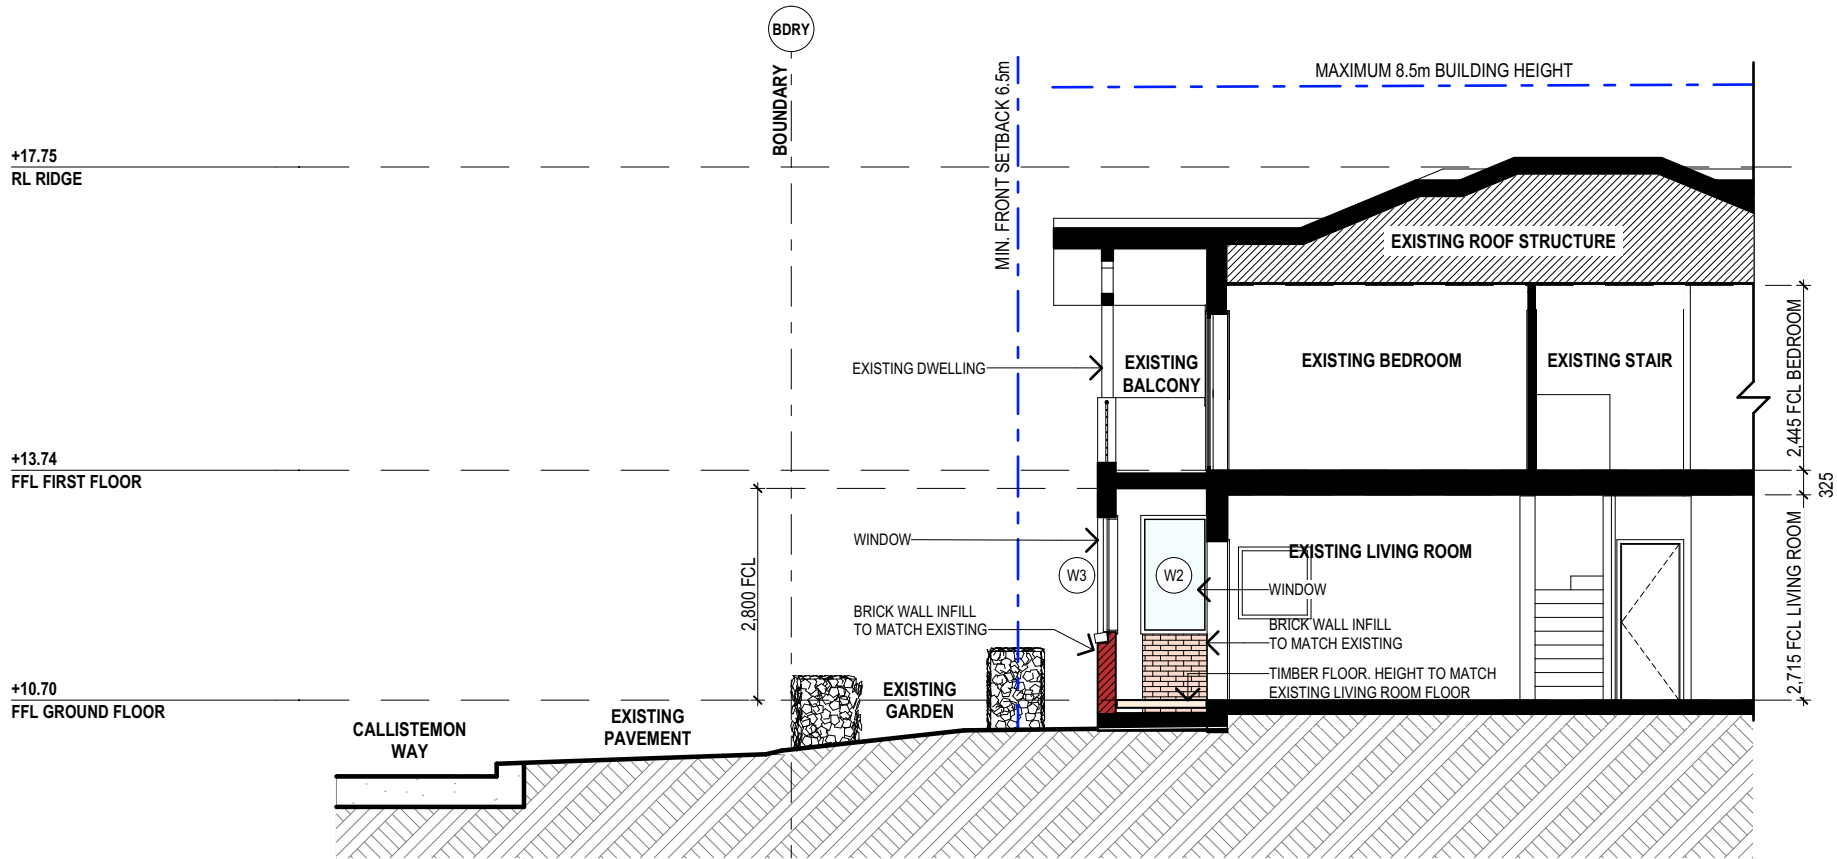 BDRY
BOUNDARY
MIN. FRONT SETBACK 6.5m
MAXIMUM 8.5m BUILDING HEIGHT
+17.75
RL RIDGE
EXISTING ROOF STRUCTURE
EXISTING DWELLING
EXISTING
BALCONY
EXISTING BEDROOM
EXISTING STAIR
2,445 FCL BEDROOM
+13.74
FFL FIRST FLOOR
325
2,800 FCL
WINDOW
W3
W2
EXISTING LIVING ROOM
WINDOW
2,715 FCL LIVING ROOM
BRICK WALL INFILL
TO MATCH EXISTING
BRICK WALL INFILL
TO MATCH EXISTING
TIMBER FLOOR. HEIGHT TO MATCH
EXISTING LIVING ROOM FLOOR
+10.70
FFL GROUND FLOOR
EXISTING
GARDEN
EXISTING
PAVEMENT
CALLISTEMON
WAY